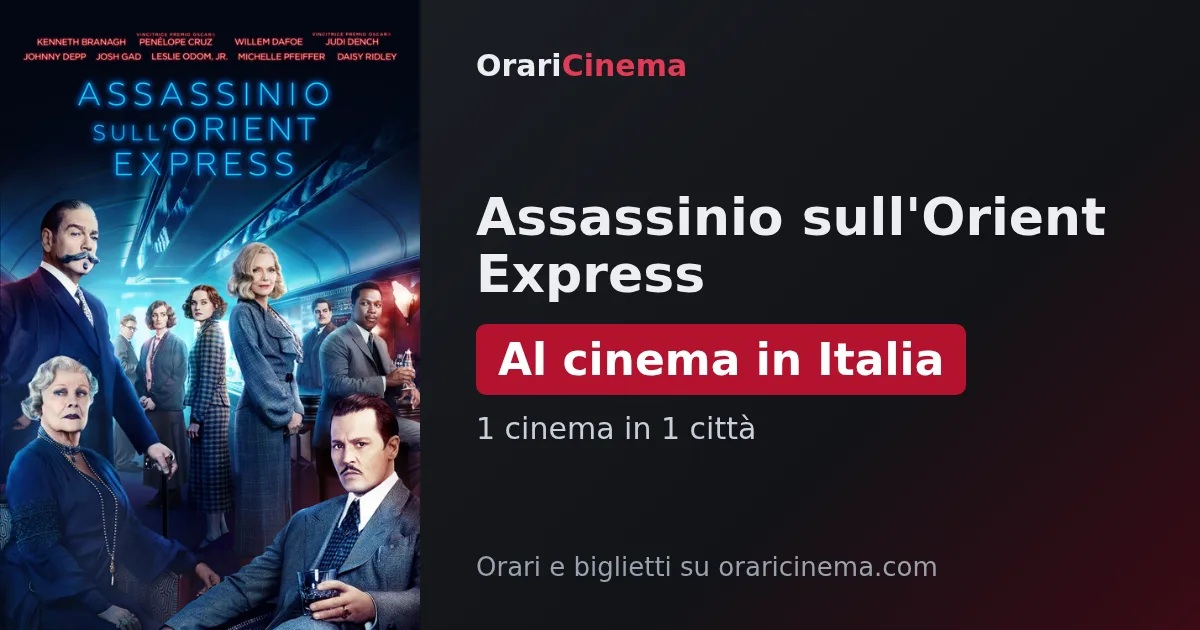 VINCITRICE PREMIO OSCAR® VINCITRICE PREMIO OSCAR®
KENNETH BRANAGH PENÉLOPE CRUZ WILLEM DAFOE JUDI DENCH
JOHNNY DEPP JOSH GAD LESLIE ODOM, JR. MICHELLE PFEIFFER DAISY RIDLEY
ASSASSINIO
SULL'ORIENT
EXPRESS
OrariCinema
Assassinio sull'Orient
Express
Al cinema in Italia
1 cinema in 1 città
Orari e biglietti su oraricinema.com